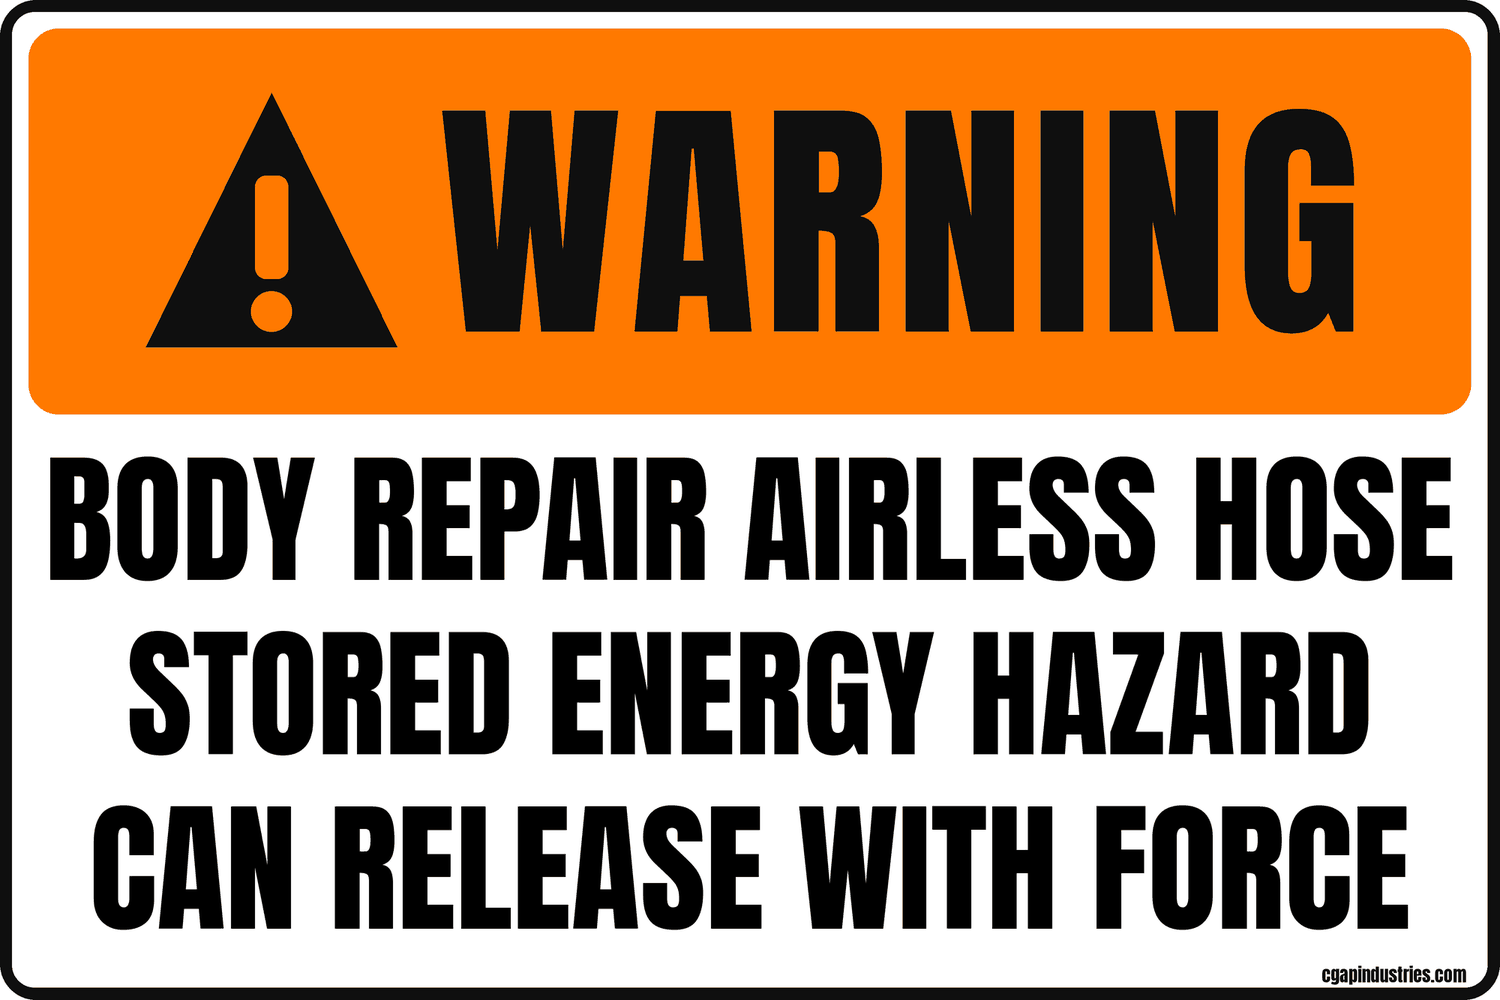 WARNING
BODY REPAIR AIRLESS HOSE
STORED ENERGY HAZARD
CAN RELEASE WITH FORCE
cgapindustries.com